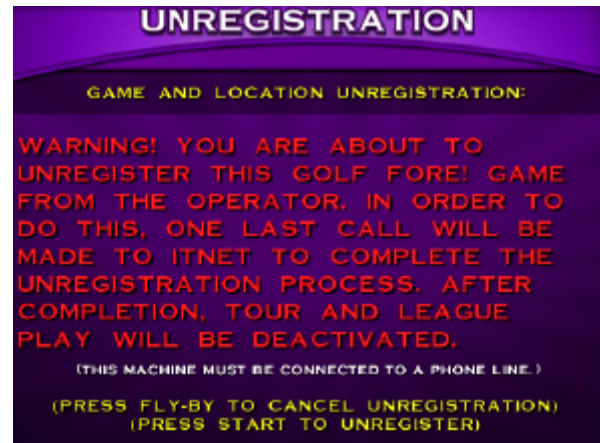 UNREGISTRATION
GAME AND LOCATION UNREGISTRATION:
WARNING! YOU ARE ABOUT TO
UNREGISTER THIS GOLF FORE! GAME
FROM THE OPERATOR. IN ORDER TO
DO THIS, ONE LAST CALL WILL BE
MADE TO ITNET TO COMPLETE THE
UNREGISTRATION PROCESS. AFTER
COMPLETION, TOUR AND LEAGUE
PLAY WILL BE DEACTIVATED.
(THIS MACHINE MUST BE CONNECTED TO A PHONE LINE.)
(PRESS FLY-BY TO CANCEL UNREGISTRATION)
(PRESS START TO UNREGISTER)